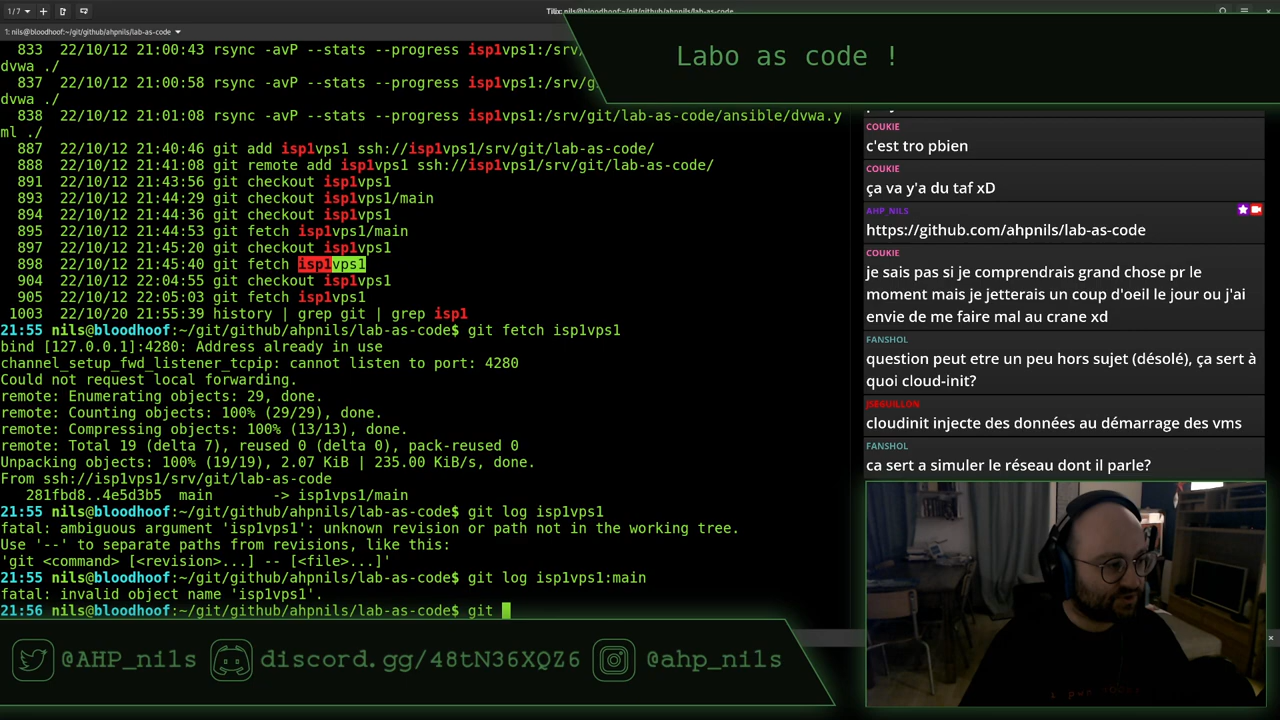 1/7
Tilix: nils@bloodhoof:~/git/github/ahpnils/lab-as-code
1: nils@bloodhoof:~/git/github/ahpnils/lab-as-code
Labo as code !
833 22/10/12 21:00:43 rsync -avP --stats --progress isp1vps1:/srv/
dvwa ./
837 22/10/12 21:00:58 rsync -avP --stats --progress isp1vps1:/srv/g
dvwa ./
838 22/10/12 21:01:08 rsync -avP --stats --progress isp1vps1:/srv/git/lab-as-code/ansible/dvwa.y
ml ./
887 22/10/12 21:40:46 git add isp1vps1 ssh://isp1vps1/srv/git/lab-as-code/
888 22/10/12 21:41:08 git remote add isp1vps1 ssh://isp1vps1/srv/git/lab-as-code/
891 22/10/12 21:43:56 git checkout isp1vps1
893 22/10/12 21:44:29 git checkout isp1vps1/main
894 22/10/12 21:44:36 git checkout isp1vps1
895 22/10/12 21:44:53 git fetch isp1vps1/main
897 22/10/12 21:45:20 git checkout isp1vps1
898 22/10/12 21:45:40 git fetch isp1vps1
904 22/10/12 22:04:55 git checkout isp1vps1
905 22/10/12 22:05:03 git fetch isp1vps1
1003 22/10/20 21:55:39 history | grep git | grep isp1
21:55 nils@bloodhoof:~/git/github/ahpnils/lab-as-code$ git fetch isp1vps1
bind [127.0.0.1]:4280: Address already in use
channel_setup_fwd_listener_tcpip: cannot listen to port: 4280
Could not request local forwarding.
remote: Enumerating objects: 29, done.
remote: Counting objects: 100% (29/29), done.
remote: Compressing objects: 100% (13/13), done.
remote: Total 19 (delta 7), reused 0 (delta 0), pack-reused 0
Unpacking objects: 100% (19/19), 2.07 KiB | 235.00 KiB/s, done.
From ssh://isp1vps1/srv/git/lab-as-code
281fbd8..4e5d3b5 main -> isp1vps1/main
21:55 nils@bloodhoof:~/git/github/ahpnils/lab-as-code$ git log isp1vps1
fatal: ambiguous argument 'isp1vps1': unknown revision or path not in the working tree.
Use '--' to separate paths from revisions, like this:
'git <command> [<revision>...] -- [<file>...]'
21:55 nils@bloodhoof:~/git/github/ahpnils/lab-as-code$ git log isp1vps1:main
fatal: invalid object name 'isp1vps1'.
21:56 nils@bloodhoof:~/git/github/ahpnils/lab-as-code$ git
COUKIE
c'est tro pbien
COUKIE
ça va y'a du taf xD
AHP_NILS
https://github.com/ahpnils/lab-as-code
COUKIE
je sais pas si je comprendrais grand chose pr le
moment mais je jetterais un coup d'oeil le jour ou j'ai
envie de me faire mal au crane xd
FANSHOL
question peut etre un peu hors sujet (désolé), ça sert à
quoi cloud-init?
JSEGUILLON
cloudinit injecte des données au démarrage des vms
FANSHOL
ca sert a simuler le réseau dont il parle?
@AHP_nils
discord.gg/48tN36XQZ6
@ahp_nils